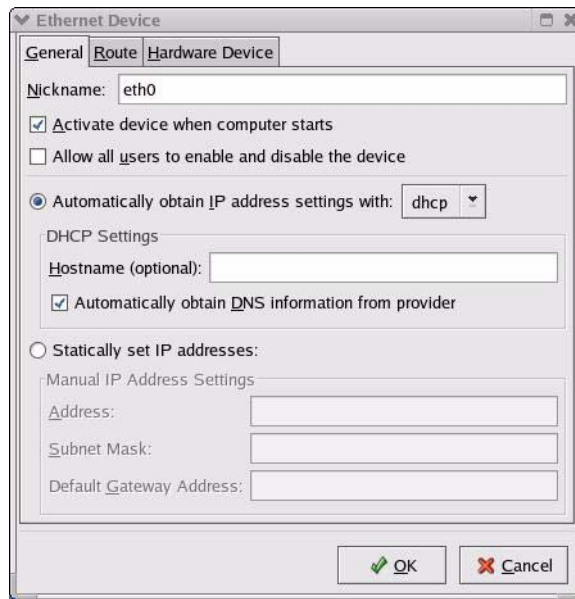 Ethernet Device
General Route Hardware Device
Nickname: eth0
Activate device when computer starts
Allow all users to enable and disable the device
Automatically obtain IP address settings with: dhcp
DHCP Settings
Hostname (optional):
Automatically obtain DNS information from provider
Statically set IP addresses:
Manual IP Address Settings
Address:
Subnet Mask:
Default Gateway Address:
OK Cancel